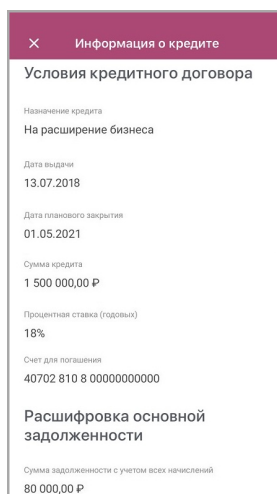 Информация о кредите
Условия кредитного договора
Назначение кредита
На расширение бизнеса
Дата выдачи
13.07.2018
Дата планового закрытия
01.05.2021
Сумма кредита
1 500 000,00 ₽
Процентная ставка (годовых)
18%
Счет для погашения
40702 810 8 00000000000
Расшифровка основной
задолженности
Сумма задолженности с учетом всех начислений
80 000,00 ₽